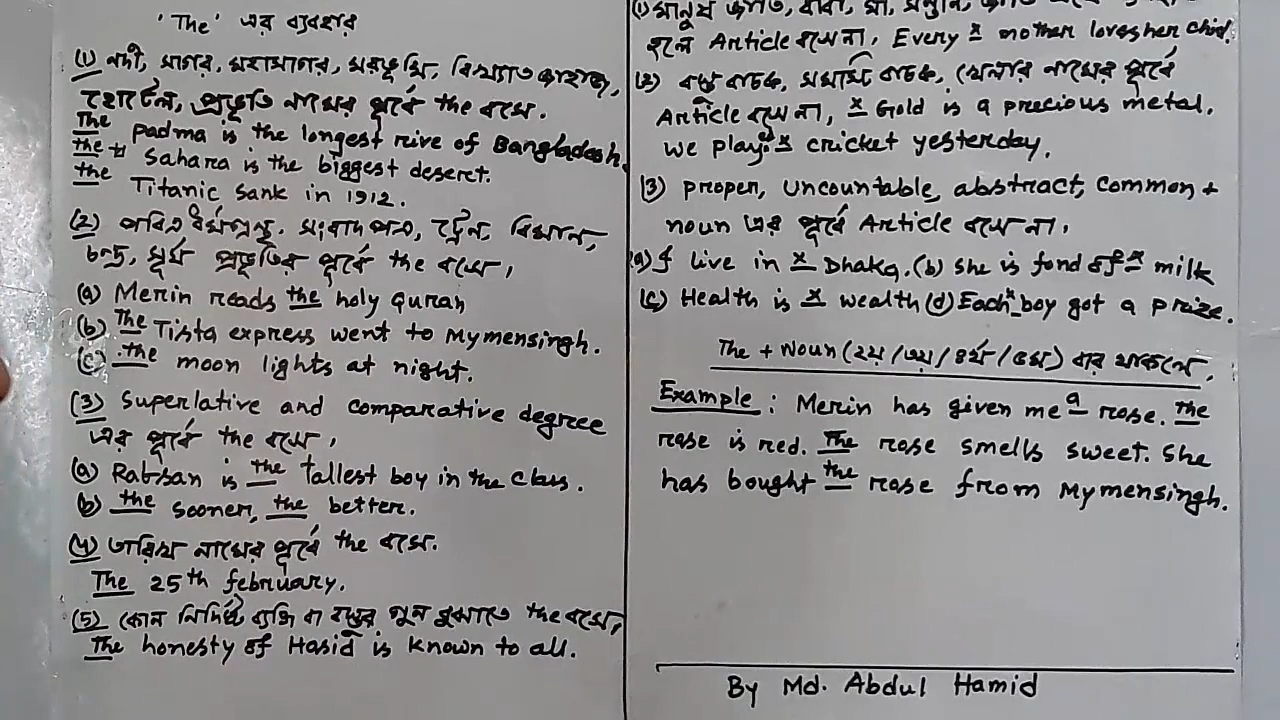 'The' এর ব্যবহার
(1) নদী, সাগর, মহাসাগর, মরুভূমি, বিখ্যাত জাহাজ,
হোটেল, প্রভৃতি নামের পূর্বে the বসে.
The Padma is the longest rive of Bangladesh.
the Sahara is the biggest desert.
the Titanic Sank in 1912.
(2) পবিত্র ধর্মগ্রন্থ, সংবাদপত্র, ট্রেন, বিমান,
চন্দ্র, সূর্য প্রভৃতির পূর্বে the বসে,
(a) Merin reads the holy Quran
(b) The Tista express went to Mymensingh.
(c) the moon lights at night.
(3) Superlative and comparative degree
এর পূর্বে the বসে,
(a) Rabsan is the tallest boy in the class.
(b) the sooner, the better.
(4) তারিখ নামের পূর্বে the বসে.
The 25th february.
(5) কোন নির্দিষ্ট ব্যক্তি বা বস্তুর গুন বুঝাতে the বসে,
The honesty of Hasid is known to all.
(1) মানুষ জাতি, বাবা, মা,
হলে Article বসে না, Every x mother loves her child.
(2) বস্তু বাচক, সমষ্টি বাচক, খেলার নামের পূর্বে
Article বসে না, x Gold is a precious metal.
we played x cricket yesterday.
(3) proper, Uncountable, abstract, Common +
noun এর পূর্বে Article বসে না,
(a) I live in x Dhaka. (b) she is fond of x milk
(c) Health is x wealth (d) Each x boy got a prize.
The + Noun (২য় / ৩য় / ৪র্থ / ৫ম) বার থাকলে,
Example : Merin has given me a rose. the
rose is red. The rose smells sweet. She
has bought the rose from Mymensingh.
By Md. Abdul Hamid